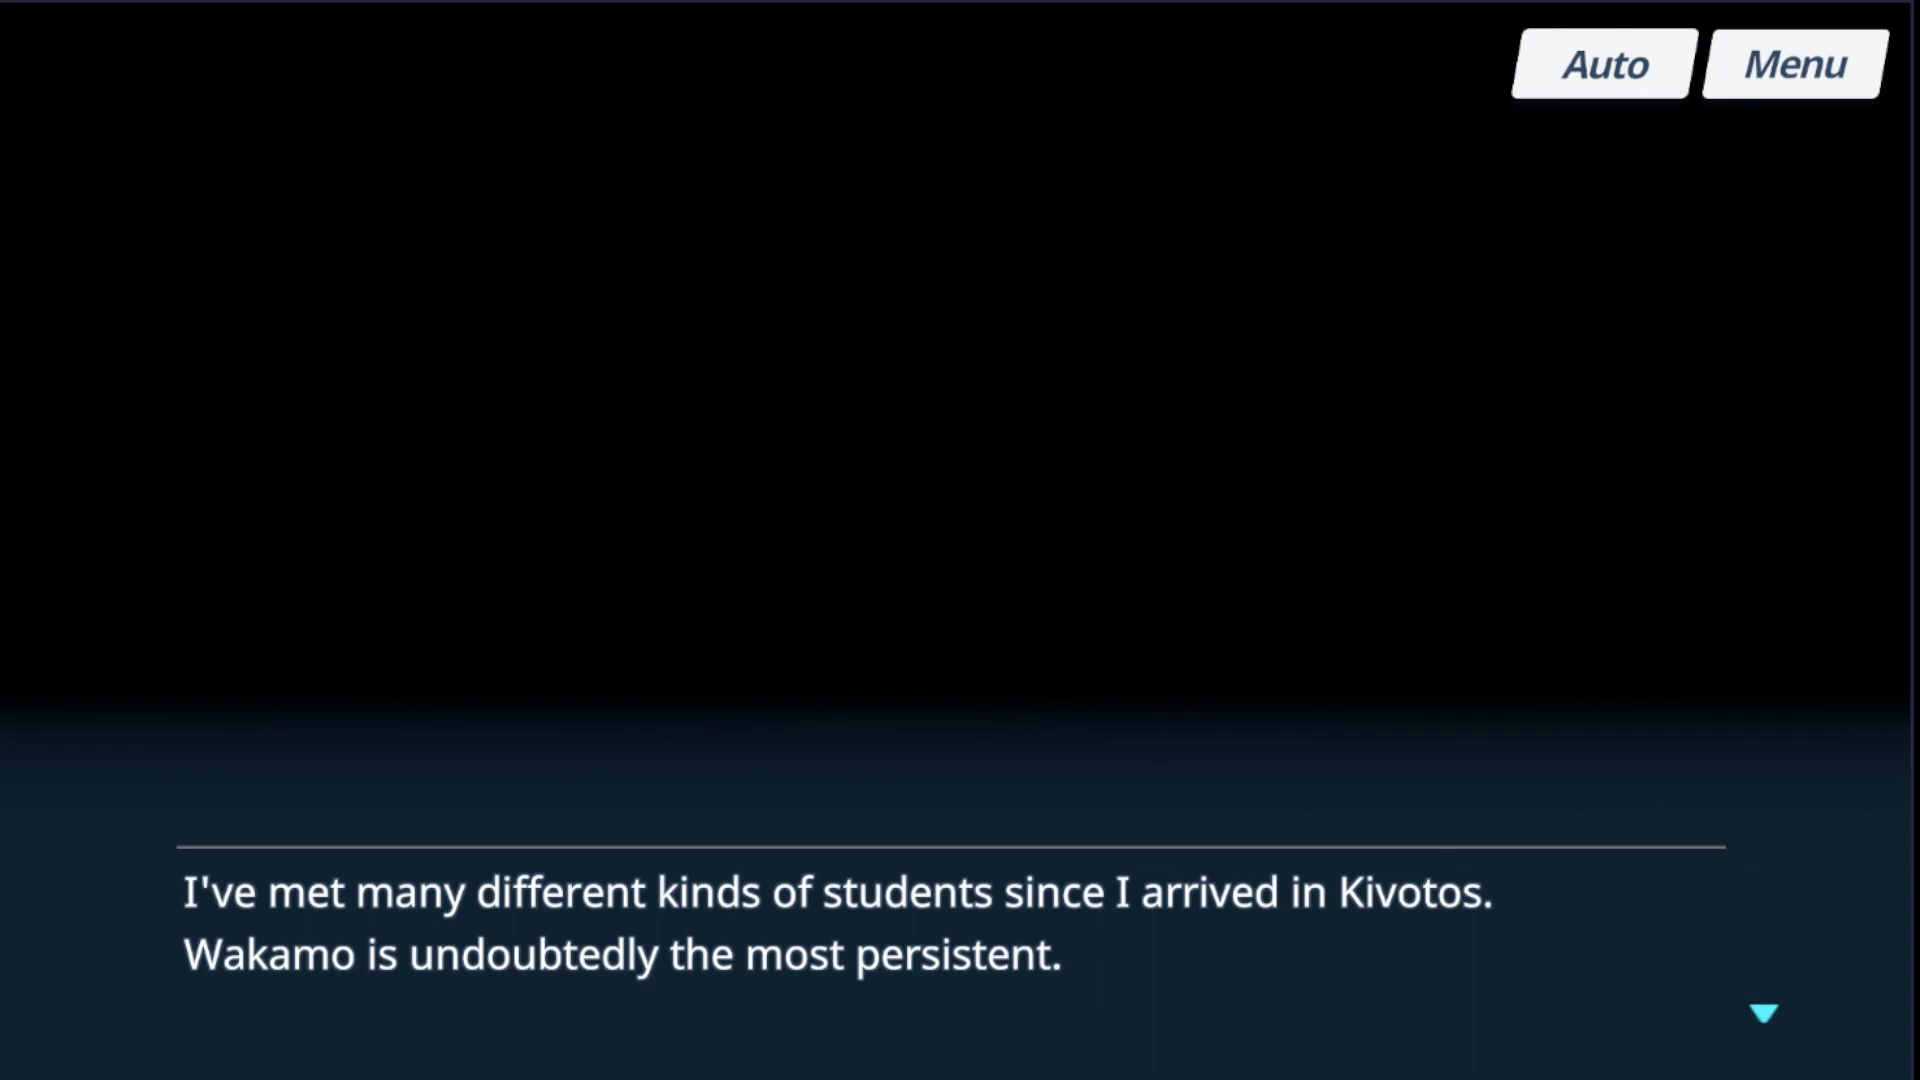 Auto
Menu
I've met many different kinds of students since I arrived in Kivotos.
Wakamo is undoubtedly the most persistent.